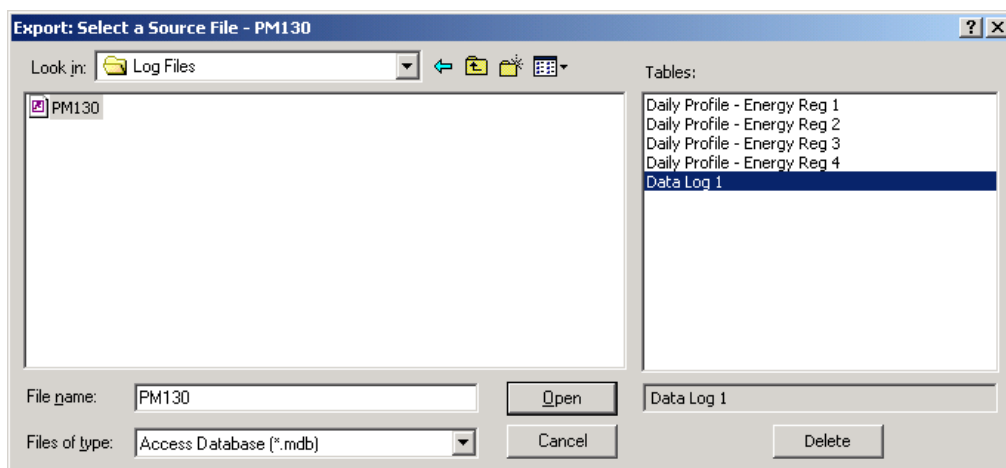 Export: Select a Source File - PM130
Look in: Log Files
Tables:
PM130
Daily Profile - Energy Reg 1
Daily Profile - Energy Reg 2
Daily Profile - Energy Reg 3
Daily Profile - Energy Reg 4
Data Log 1
File name: PM130 Open Data Log 1
Files of type: Access Database (*.mdb) Cancel Delete